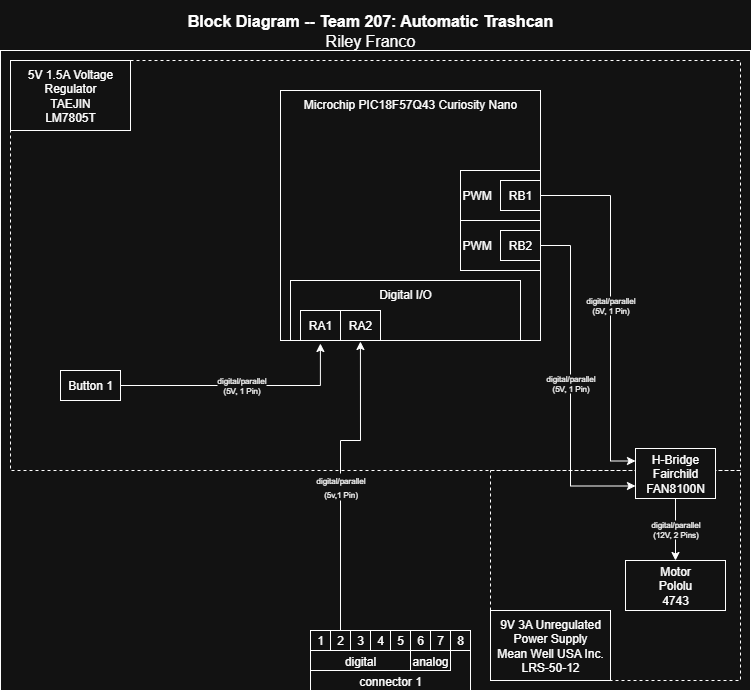 Block Diagram -- Team 207: Automatic Trashcan
Riley Franco
5V 1.5A Voltage
Regulator
TAEJIN
LM7805T
Microchip PIC18F57Q43 Curiosity Nano
PWM RB1
PWM RB2
Digital I/O
RA1 RA2
digital/parallel
(5V, 1 Pin)
Button 1
digital/parallel
(5V, 1 Pin)
digital/parallel
(5V, 1 Pin)
H-Bridge
Fairchild
FAN8100N
digital/parallel
(5v,1 Pin)
digital/parallel
(12V, 2 Pins)
Motor
Pololu
4743
9V 3A Unregulated
Power Supply
Mean Well USA Inc.
LRS-50-12
1 2 3 4 5 6 7 8
digital analog
connector 1